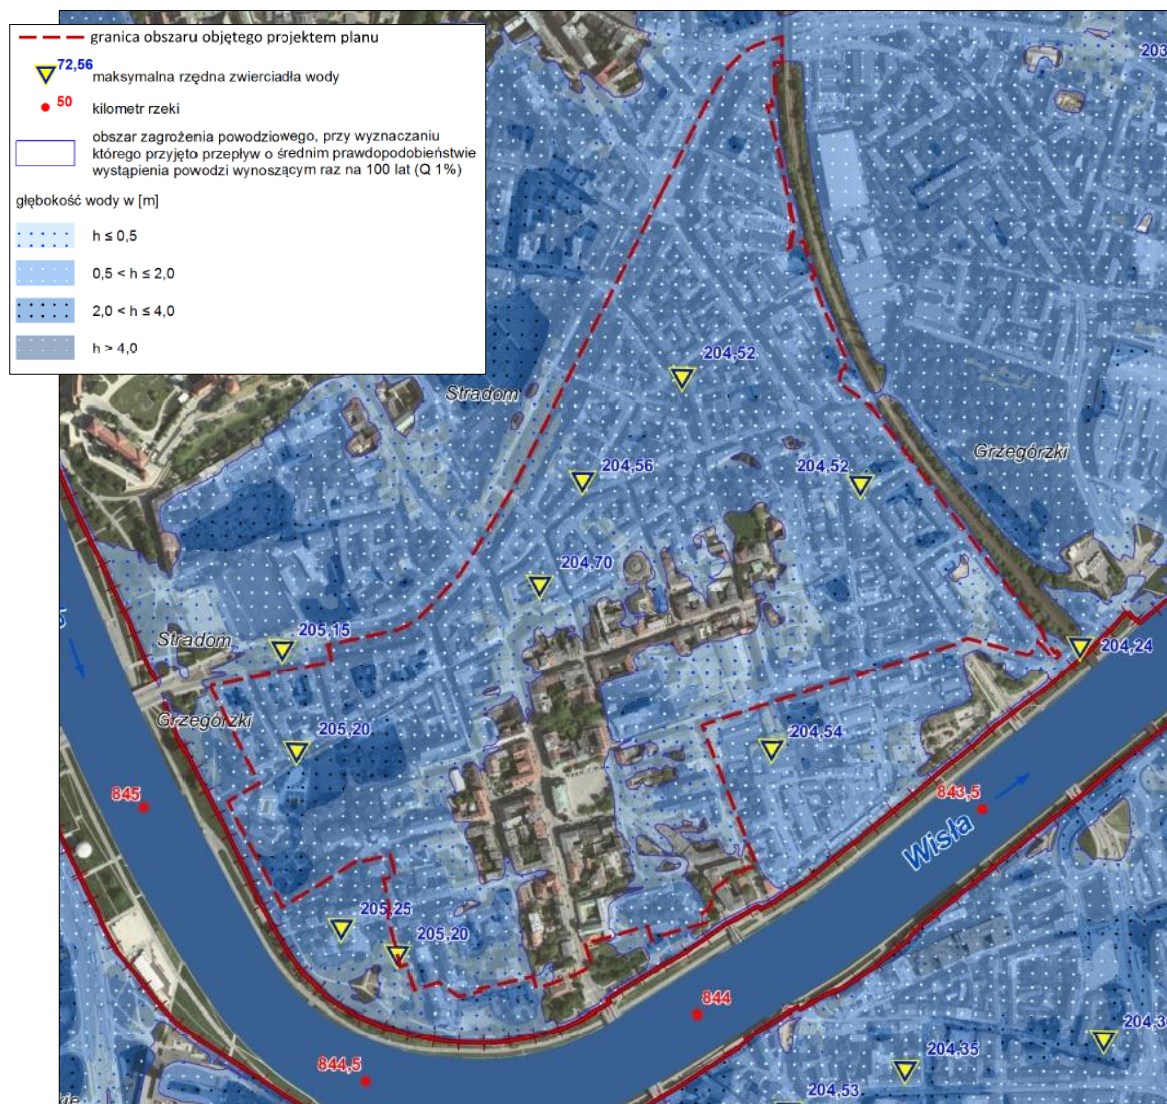 granica obszaru objętego projektem planu
72,56
maksymalna rzędna zwierciadła wody
50
kilometr rzeki
obszar zagrożenia powodziowego, przy wyznaczaniu
którego przyjęto przepływ o średnim prawdopodobieństwie
wystąpienia powodzi wynoszącym raz na 100 lat (Q 1%)
głębokość wody w [m]
h ≤ 0,5
0,5 < h ≤ 2,0
2,0 < h ≤ 4,0
h > 4,0
203
204,52
Stradom
Grzegórzki
204,56
204,52
204,70
205,15
Stradom
204,24
Grzegórzki
205,20
204,54
845
843,5
Wisła
205,25
205,20
844
204,3
204,35
844,5
204,53